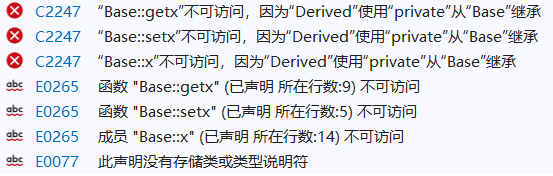 C2247 “Base::getx”不可访问，因为“Derived”使用“private”从“Base”继承
C2247 “Base::setx”不可访问，因为“Derived”使用“private”从“Base”继承
C2247 “Base::x”不可访问，因为“Derived”使用“private”从“Base”继承
abc E0265 函数 "Base::getx" (已声明 所在行数:9) 不可访问
abc E0265 函数 "Base::setx" (已声明 所在行数:5) 不可访问
abc E0265 成员 "Base::x" (已声明 所在行数:14) 不可访问
abc E0077 此声明没有存储类或类型说明符